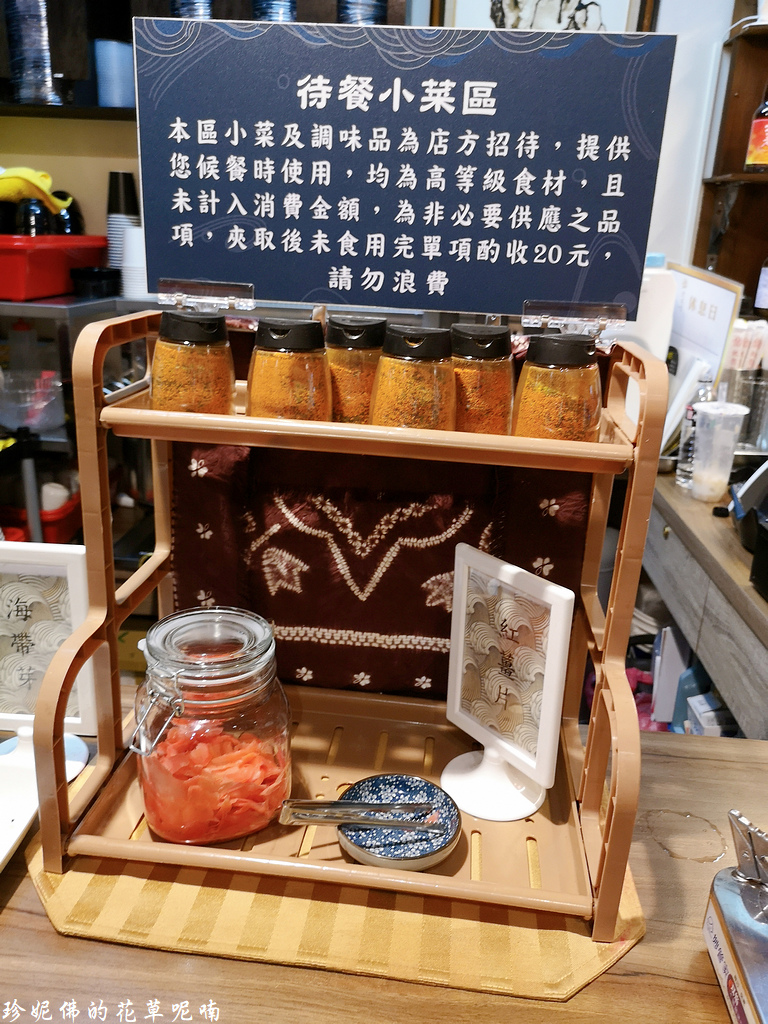 待餐小菜區
本區小菜及調味品為店方招待，提供
您候餐時使用，均為高等級食材，且
未計入消費金額，為非必要供應之品
項，夾取後未食用完單項酌收20元，
請勿浪費
海帶芽
紅薑片
珍妮佛的花草呢喃